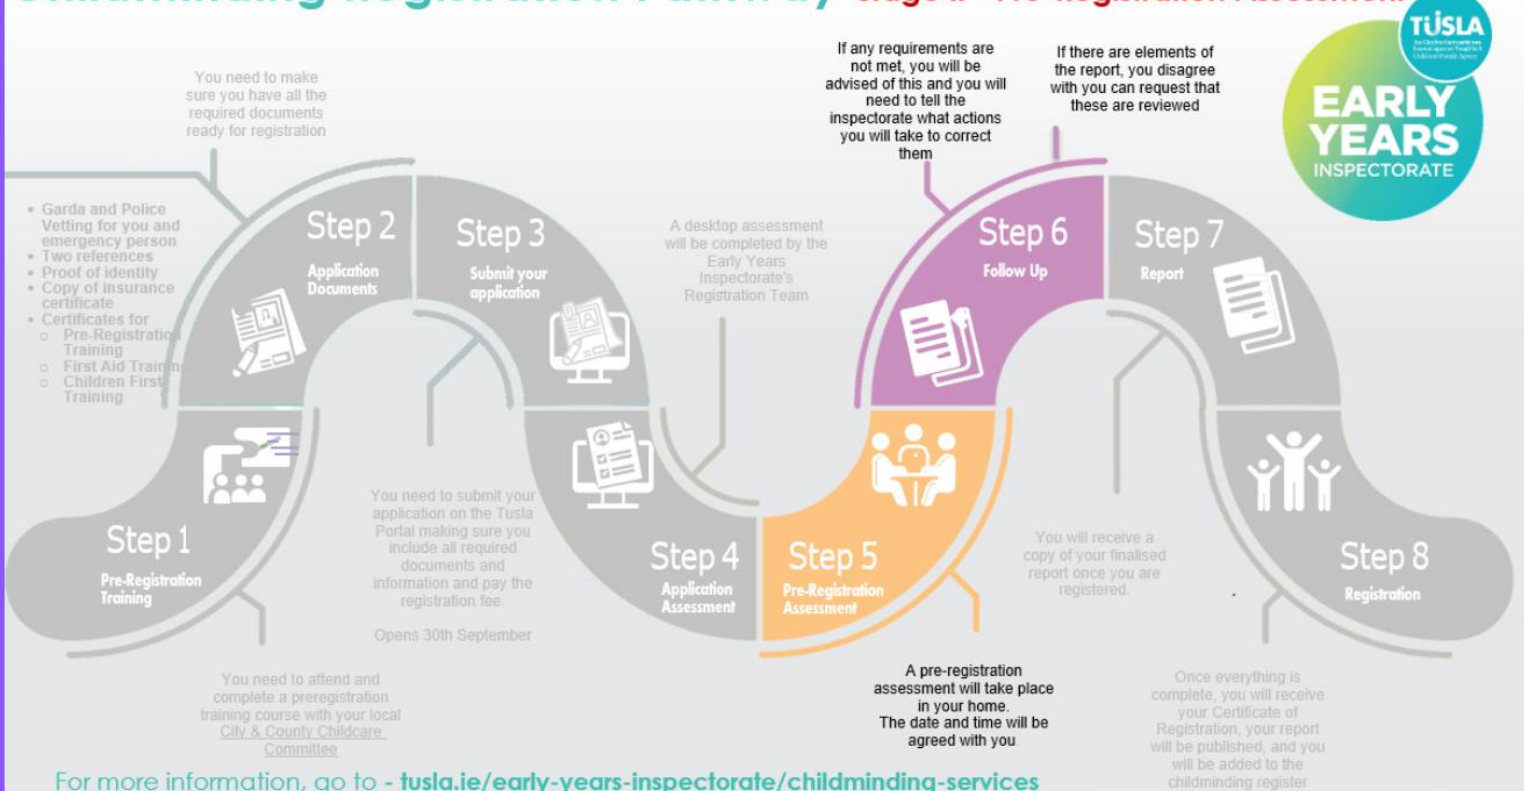 Childminding Registration Pathway
Pre-Registration Assessment
TUSLA
EARLY
YEARS
INSPECTORATE
You need to make
sure you have all the
required documents
ready for registration
If any requirements are
not met, you will be
advised of this and you will
need to tell the
inspectorate what actions
you will take to correct
them
If there are elements of
the report, you disagree
with you can request that
these are reviewed
• Garda and Police
Vetting for you and
emergency person
• Two references
• Proof of identity
• Copy of insurance
certificate
• Certificates for
o Pre-Registration
Training
o First Aid Training
o Children First
Training
Step 2
Application
Documents
Step 3
Submit your
application
A desktop assessment
will be completed by the
Early Years
Inspectorate's
Registration Team
Step 6
Follow Up
Step 7
Report
Step 1
Pre-Registration
Training
You need to submit your
application on the Tusla
Portal making sure you
include all required
documents and
information and pay the
registration fee.
Opens 30th September
Step 4
Application
Assessment
Step 5
Pre-Registration
Assessment
You will receive a
copy of your finalised
report once you are
registered.
Step 8
Registration
You need to attend and
complete a preregistration
training course with your local
City & County Childcare
Committee
A pre-registration
assessment will take place
in your home.
The date and time will be
agreed with you
Once everything is
complete, you will receive
your Certificate of
Registration, your report
will be published, and you
will be added to the
childminding register
For more information, go to - tusla.ie/early-years-inspectorate/childminding-services